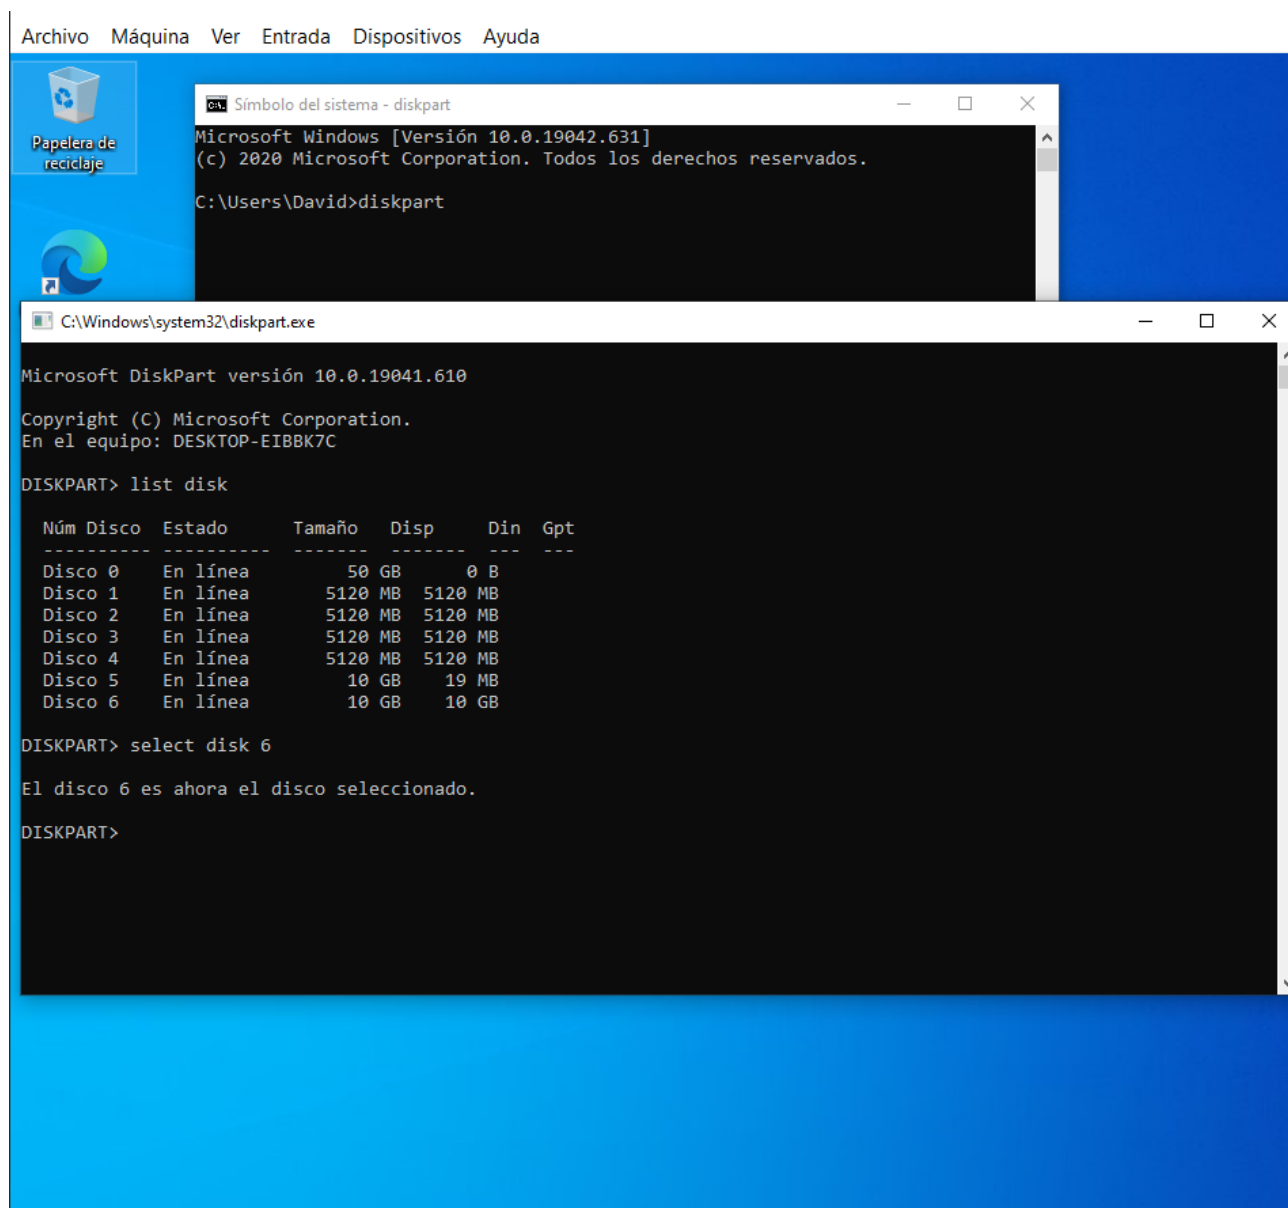 Archivo Máquina Ver Entrada Dispositivos Ayuda
Papelera de
reciclaje
Símbolo del sistema - diskpart
Microsoft Windows [Versión 10.0.19042.631]
(c) 2020 Microsoft Corporation. Todos los derechos reservados.
C:\Users\David>diskpart
C:\Windows\system32\diskpart.exe
Microsoft DiskPart versión 10.0.19041.610
Copyright (C) Microsoft Corporation.
En el equipo: DESKTOP-EIBBK7C
DISKPART> list disk
Núm Disco  Estado      Tamaño   Disp     Din  Gpt
---------- ----------  -------  -------  ---  ---
Disco 0    En línea         50 GB      0 B
Disco 1    En línea       5120 MB  5120 MB
Disco 2    En línea       5120 MB  5120 MB
Disco 3    En línea       5120 MB  5120 MB
Disco 4    En línea       5120 MB  5120 MB
Disco 5    En línea         10 GB    19 MB
Disco 6    En línea         10 GB    10 GB
DISKPART> select disk 6
El disco 6 es ahora el disco seleccionado.
DISKPART>